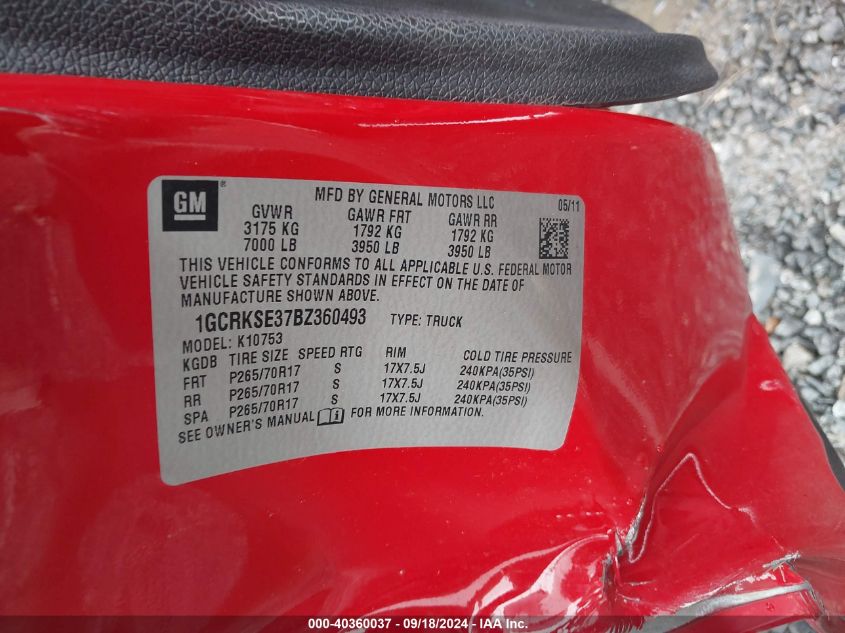 GM ® MFD BY GENERAL MOTORS LLC 05/11
GVWR GAWR FRT GAWR RR
3175 KG 1792 KG 1792 KG
7000 LB 3950 LB 3950 LB
THIS VEHICLE CONFORMS TO ALL APPLICABLE U.S. FEDERAL MOTOR
VEHICLE SAFETY STANDARDS IN EFFECT ON THE DATE OF
MANUFACTURE SHOWN ABOVE.
1GCRKSE37BZ360493 TYPE: TRUCK
MODEL: K10753
KGDB TIRE SIZE SPEED RTG RIM COLD TIRE PRESSURE
FRT P265/70R17 S 17X7.5J 240KPA(35PSI)
RR P265/70R17 S 17X7.5J 240KPA(35PSI)
SPA P265/70R17 S 17X7.5J 240KPA(35PSI)
SEE OWNER'S MANUAL FOR MORE INFORMATION.
000-40360037 - 09/18/2024 - IAA Inc.